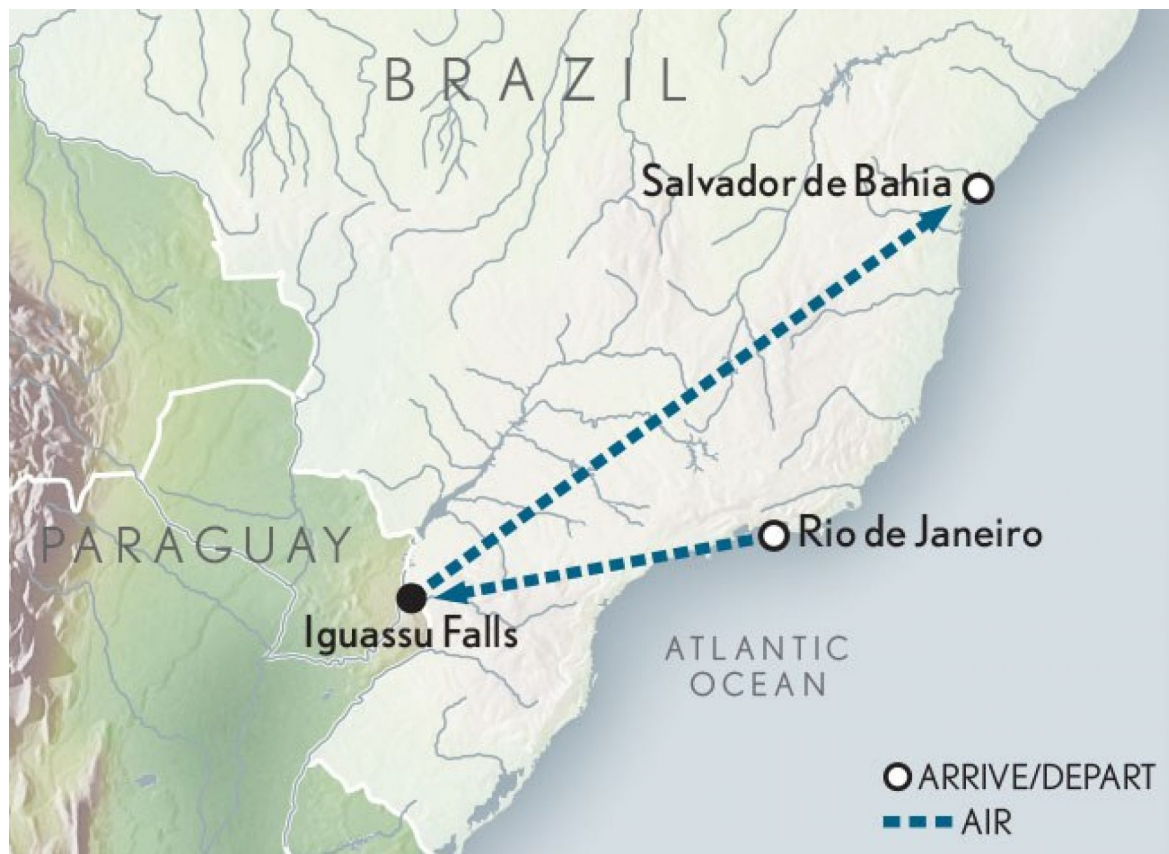 BRAZIL
Salvador de Bahia
PARAGUAY
Rio de Janeiro
Iguassu Falls
ATLANTIC
OCEAN
ARRIVE/DEPART
AIR